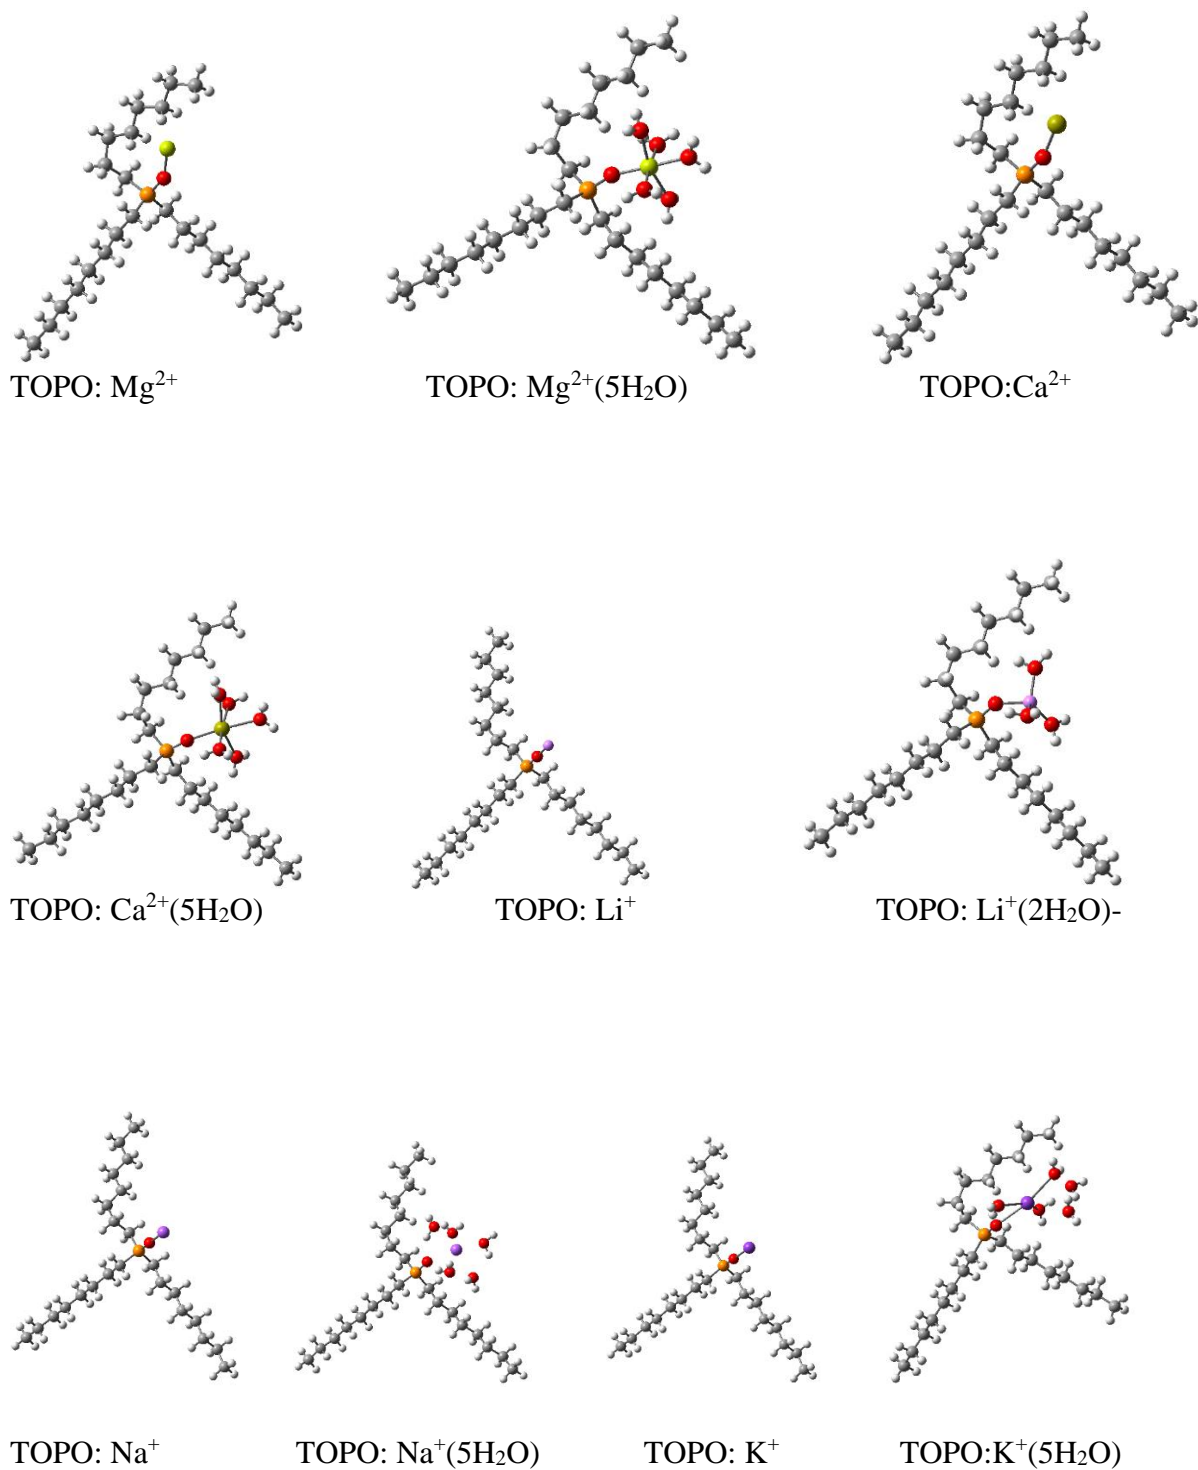 TOPO: Mg²⁺ TOPO: Mg²⁺(5H₂O) TOPO:Ca²⁺
TOPO: Ca²⁺(5H₂O) TOPO: Li⁺ TOPO: Li⁺(2H₂O)-
TOPO: Na⁺ TOPO: Na⁺(5H₂O) TOPO: K⁺ TOPO:K⁺(5H₂O)